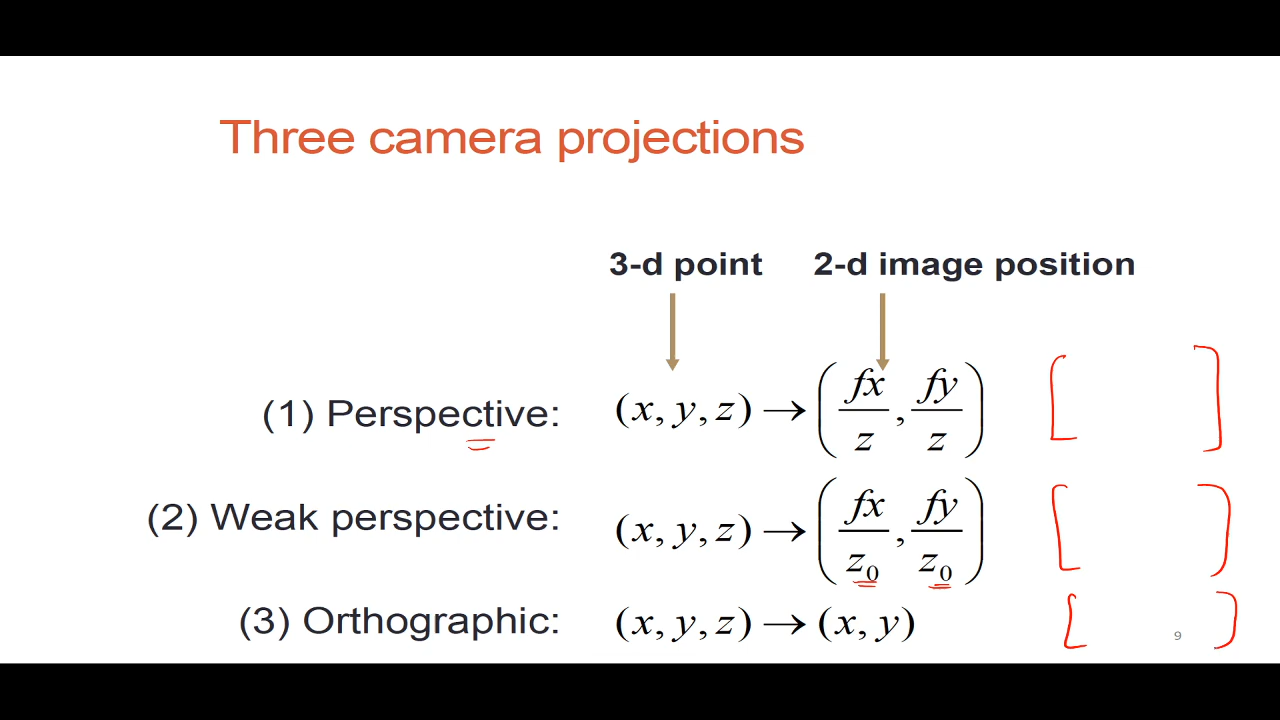 Three camera projections
3-d point 2-d image position
(1) Perspective: (x, y, z) → (fx/z, fy/z) [ ]
(2) Weak perspective: (x, y, z) → (fx/z₀, fy/z₀) [ ]
(3) Orthographic: (x, y, z) → (x, y) [ ]
9